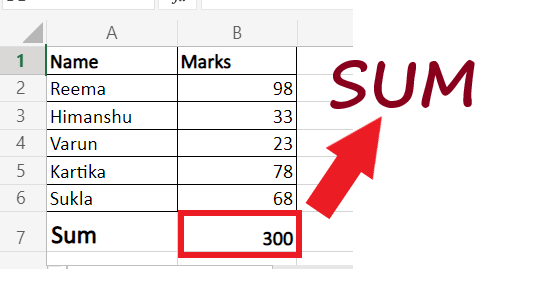 A B
1 Name Marks
2 Reema 98
3 Himanshu 33
4 Varun 23
5 Kartika 78
6 Sukla 68
7 Sum 300
SUM